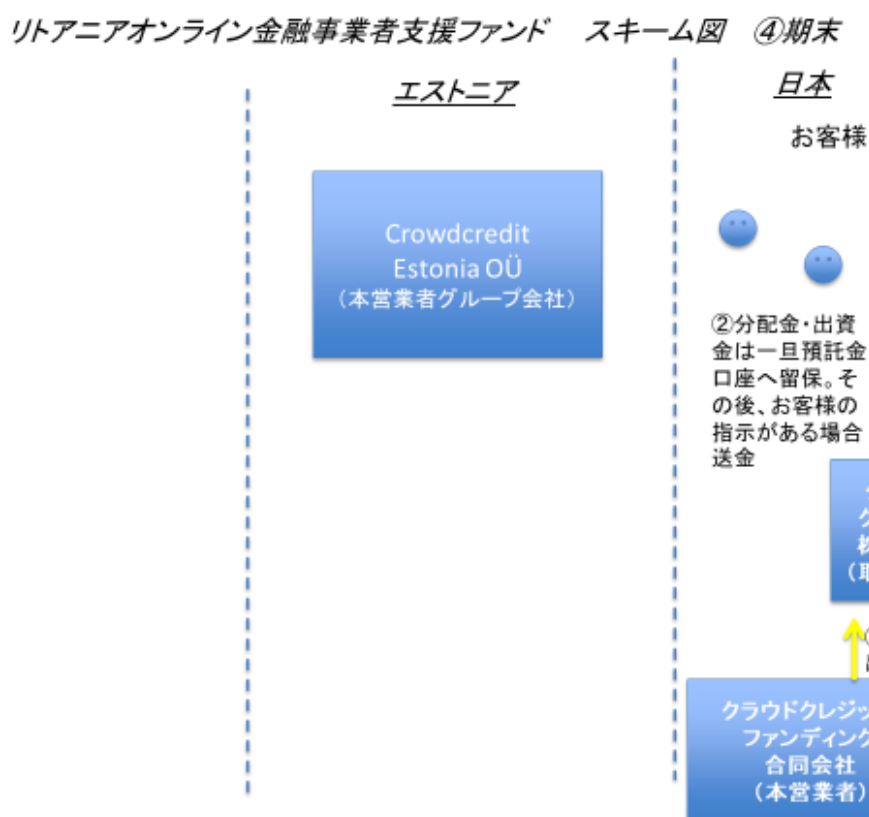 リトアニアオンライン金融事業者支援ファンド　スキーム図　④期末
エストニア
日本
お客様
Crowdcredit
Estonia OÜ
（本営業者グループ会社）
②分配金・出資
金は一旦預託金
口座へ留保。そ
の後、お客様の
指示がある場合
送金
クラウドクレジッ
ファンディング
合同会社
（本営業者）